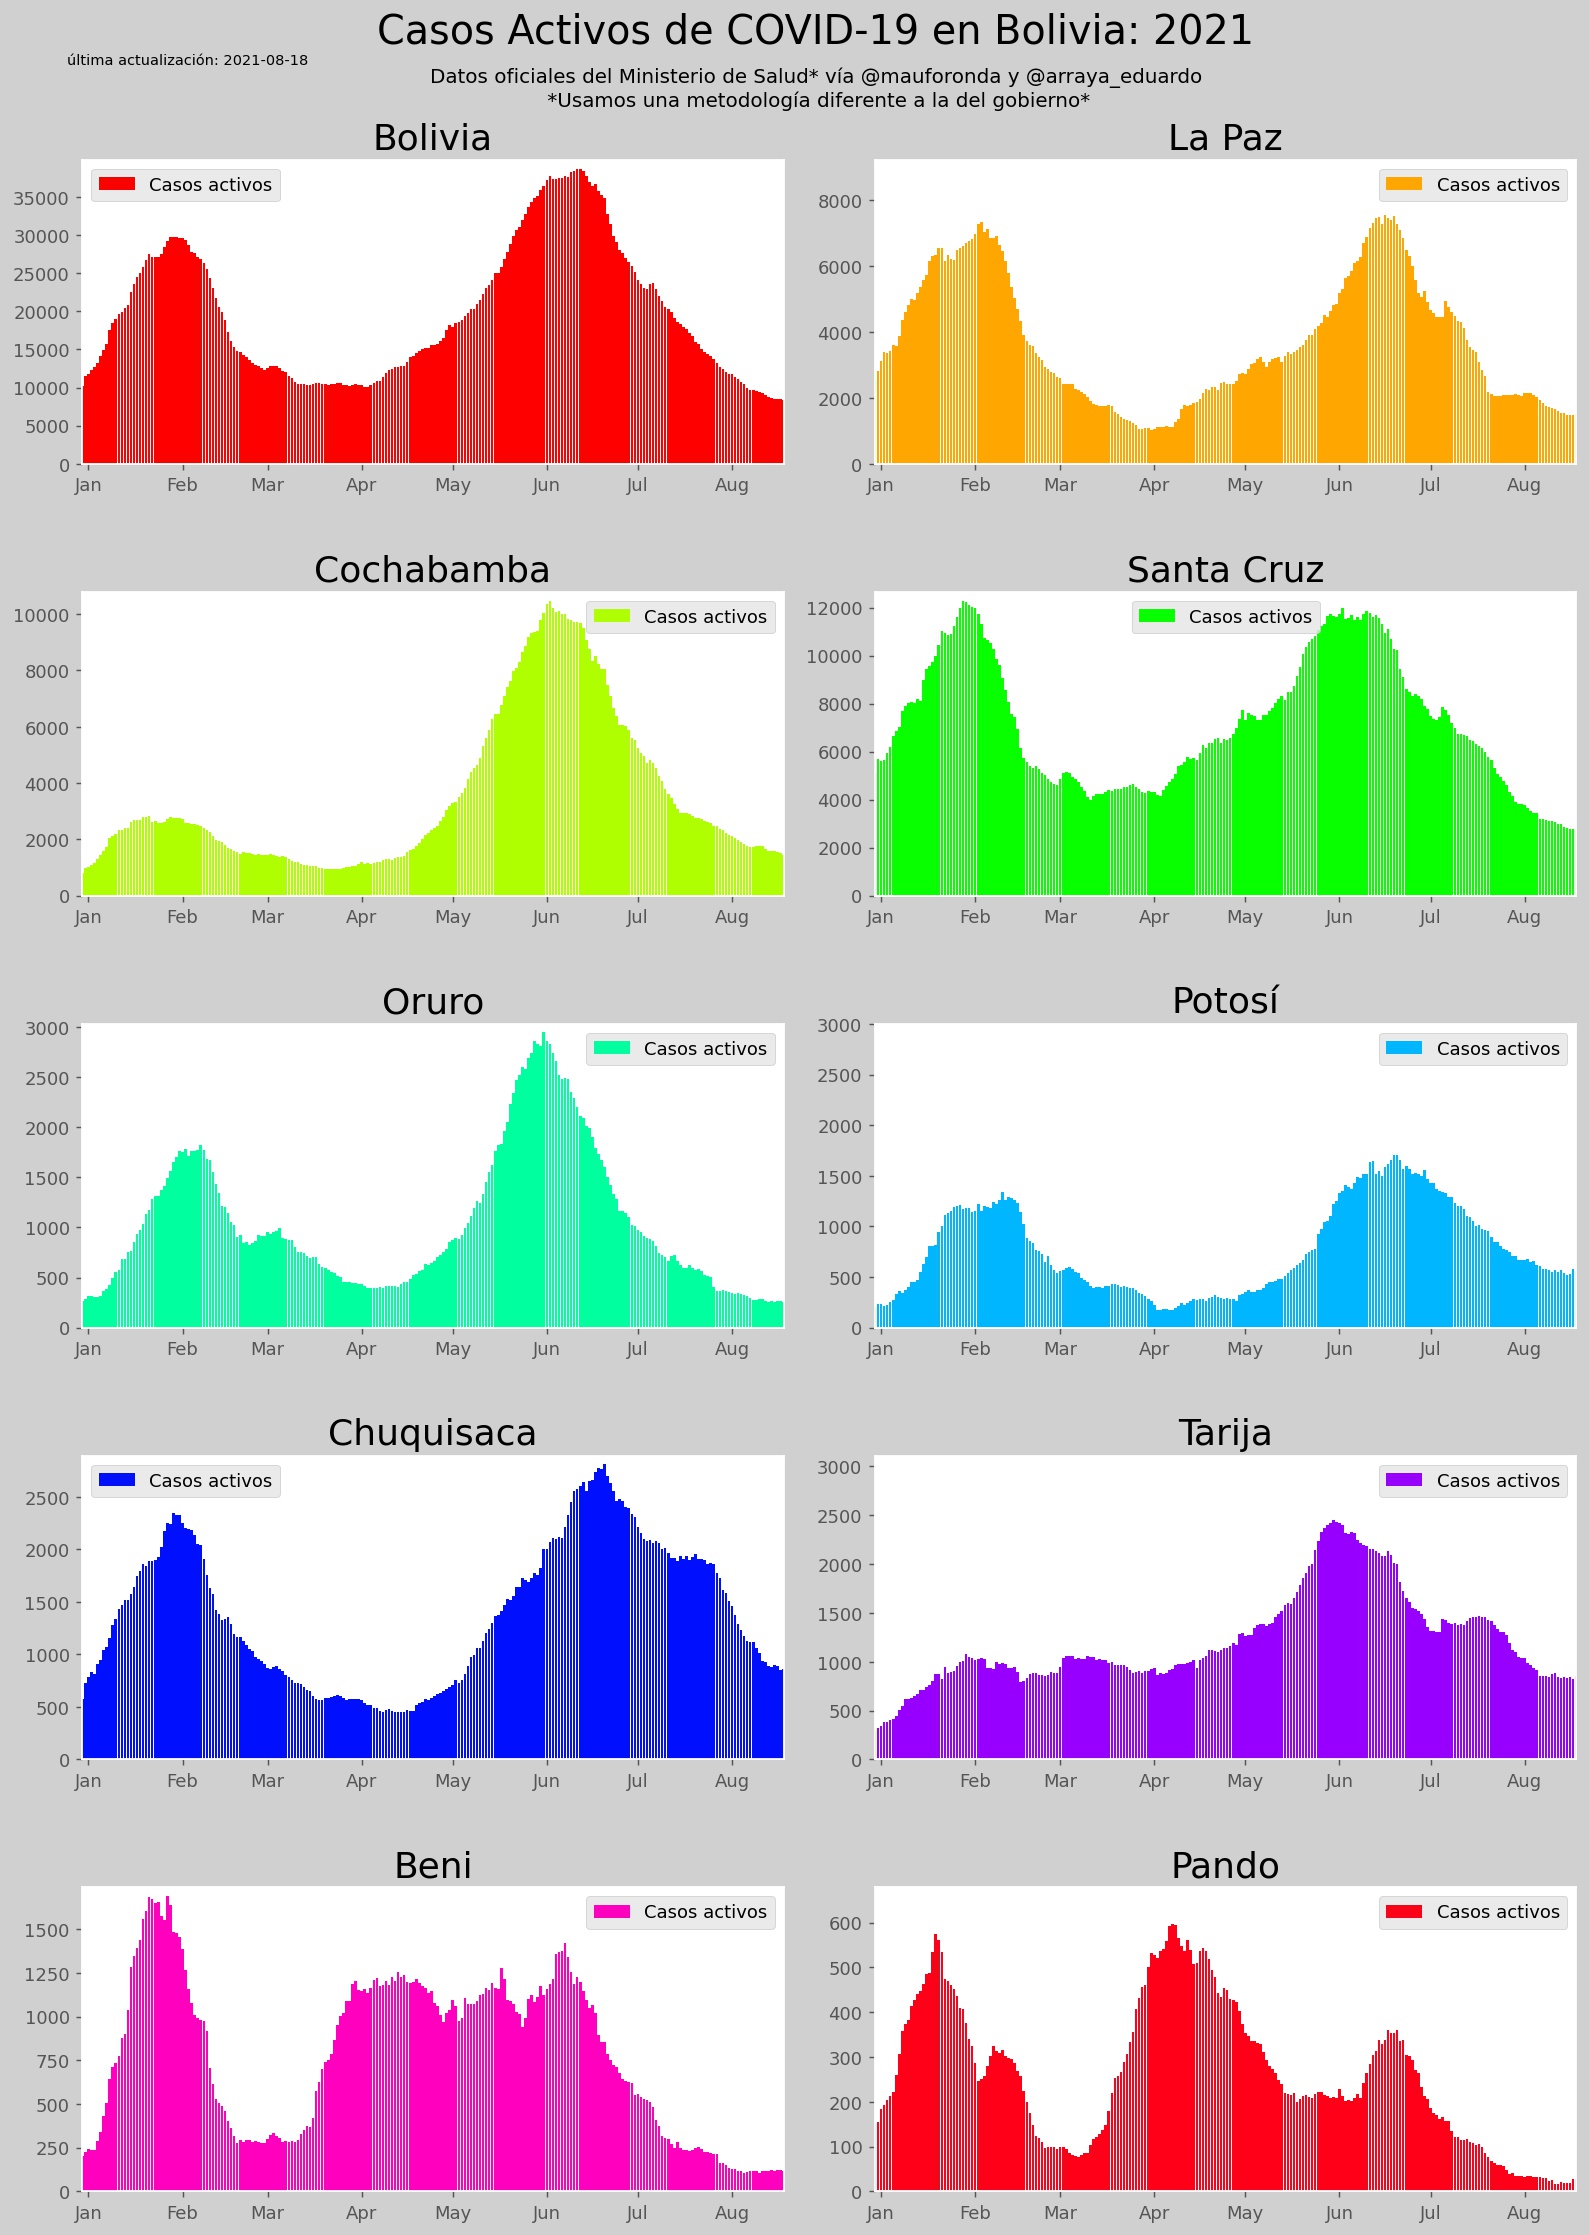 Casos Activos de COVID-19 en Bolivia: 2021
última actualización: 2021-08-18
Datos oficiales del Ministerio de Salud* vía @mauforonda y @arraya_eduardo
*Usamos una metodología diferente a la del gobierno*
Bolivia
Casos activos
35000
30000
25000
20000
15000
10000
5000
0
Jan Feb Mar Apr May Jun Jul Aug
La Paz
Casos activos
8000
6000
4000
2000
0
Jan Feb Mar Apr May Jun Jul Aug
Cochabamba
Casos activos
10000
8000
6000
4000
2000
0
Jan Feb Mar Apr May Jun Jul Aug
Santa Cruz
Casos activos
12000
10000
8000
6000
4000
2000
0
Jan Feb Mar Apr May Jun Jul Aug
Oruro
Casos activos
3000
2500
2000
1500
1000
500
0
Jan Feb Mar Apr May Jun Jul Aug
Potosí
Casos activos
3000
2500
2000
1500
1000
500
0
Jan Feb Mar Apr May Jun Jul Aug
Chuquisaca
Casos activos
2500
2000
1500
1000
500
0
Jan Feb Mar Apr May Jun Jul Aug
Tarija
Casos activos
3000
2500
2000
1500
1000
500
0
Jan Feb Mar Apr May Jun Jul Aug
Beni
Casos activos
1500
1250
1000
750
500
250
0
Jan Feb Mar Apr May Jun Jul Aug
Pando
Casos activos
600
500
400
300
200
100
0
Jan Feb Mar Apr May Jun Jul Aug